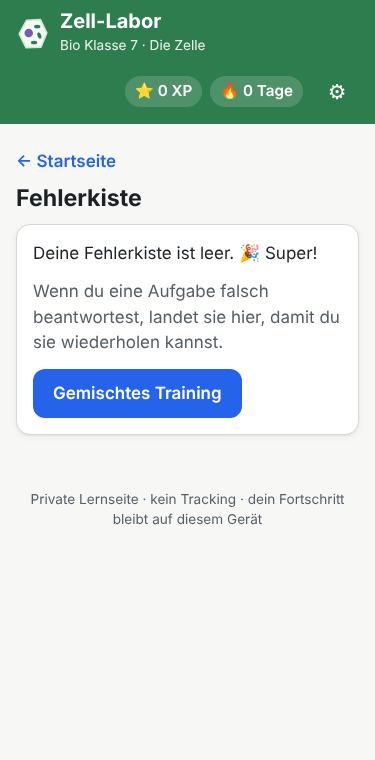 Zell-Labor
Bio Klasse 7 · Die Zelle
⭐ 0 XP 🔥 0 Tage ⚙
← Startseite
Fehlerkiste
Deine Fehlerkiste ist leer. 🎉 Super!
Wenn du eine Aufgabe falsch
beantwortest, landet sie hier, damit du
sie wiederholen kannst.
Gemischtes Training
Private Lernseite · kein Tracking · dein Fortschritt
bleibt auf diesem Gerät